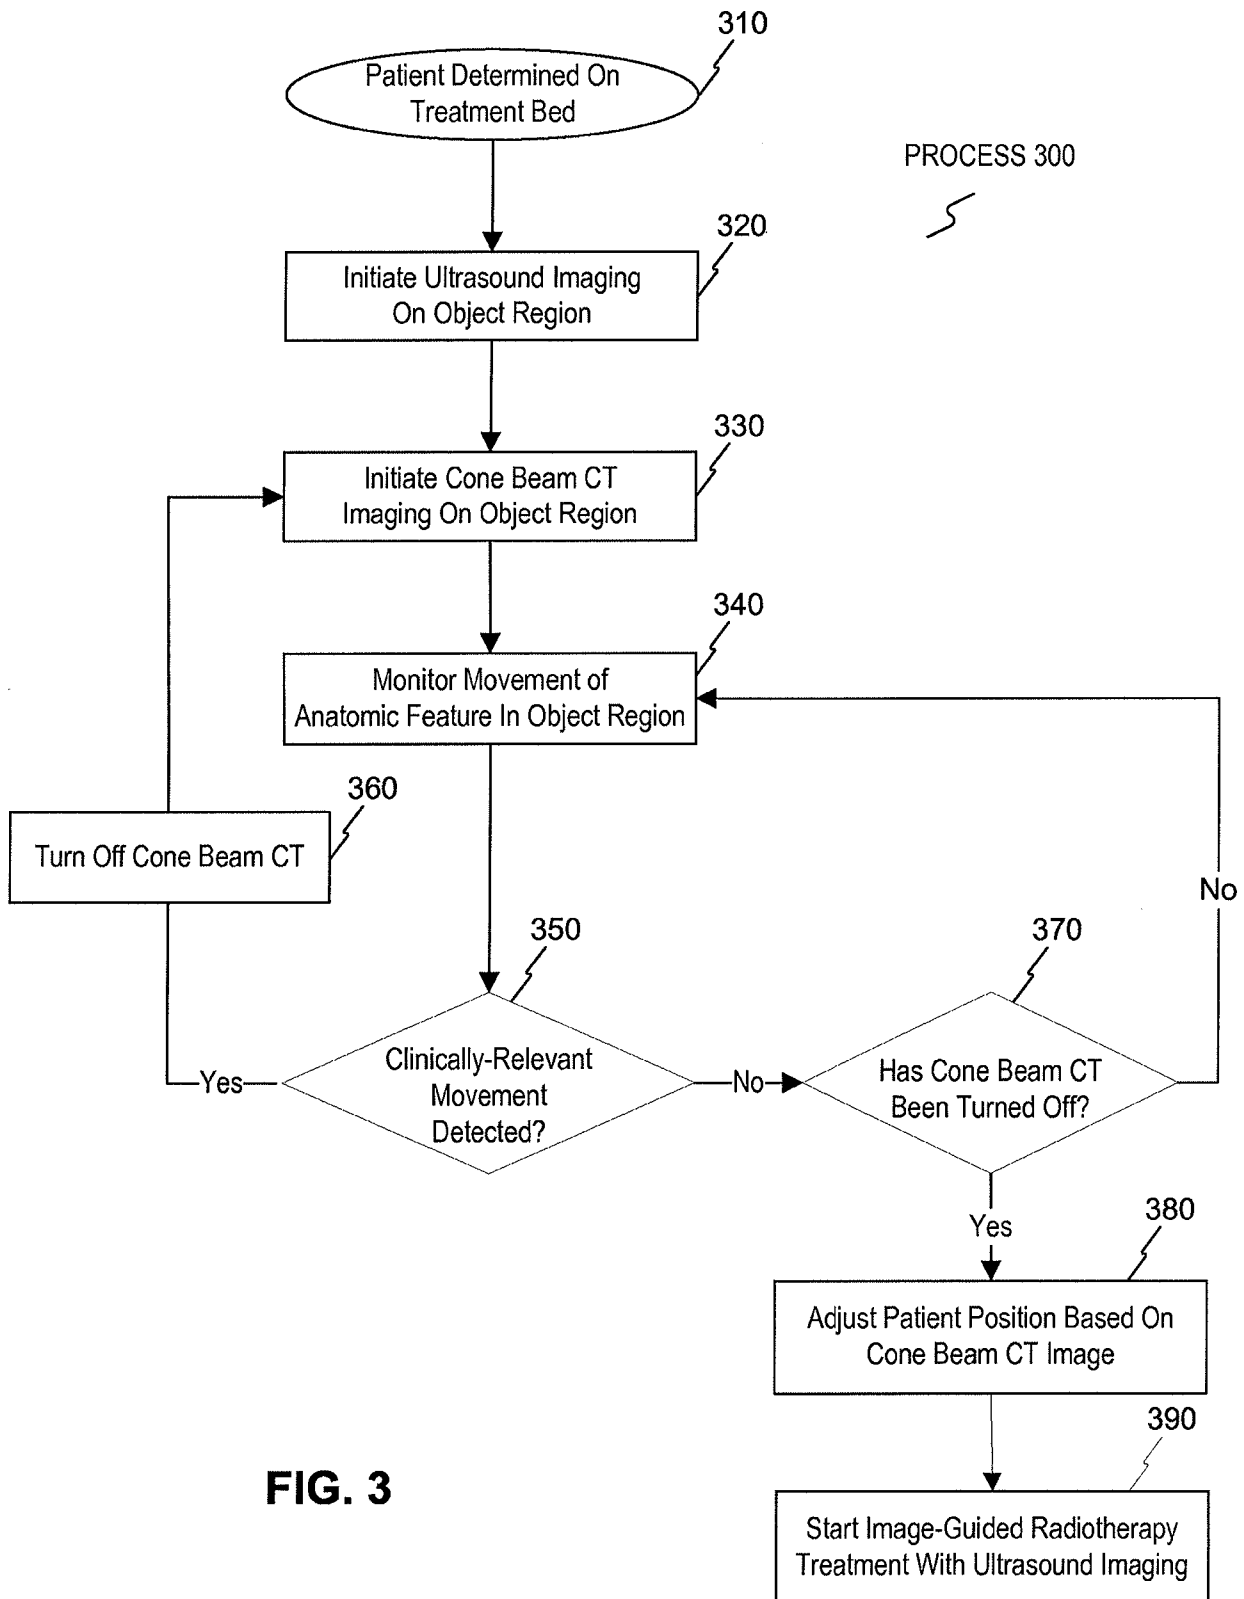 310
Patient Determined On
Treatment Bed
PROCESS 300
320
Initiate Ultrasound Imaging
On Object Region
330
Initiate Cone Beam CT
Imaging On Object Region
340
Monitor Movement of
Anatomic Feature In Object Region
360
Turn Off Cone Beam CT
No
350
370
Clinically-Relevant
Movement
Detected?
Yes
No
Has Cone Beam CT
Been Turned Off?
Yes
380
Adjust Patient Position Based On
Cone Beam CT Image
390
FIG. 3
Start Image-Guided Radiotherapy
Treatment With Ultrasound Imaging